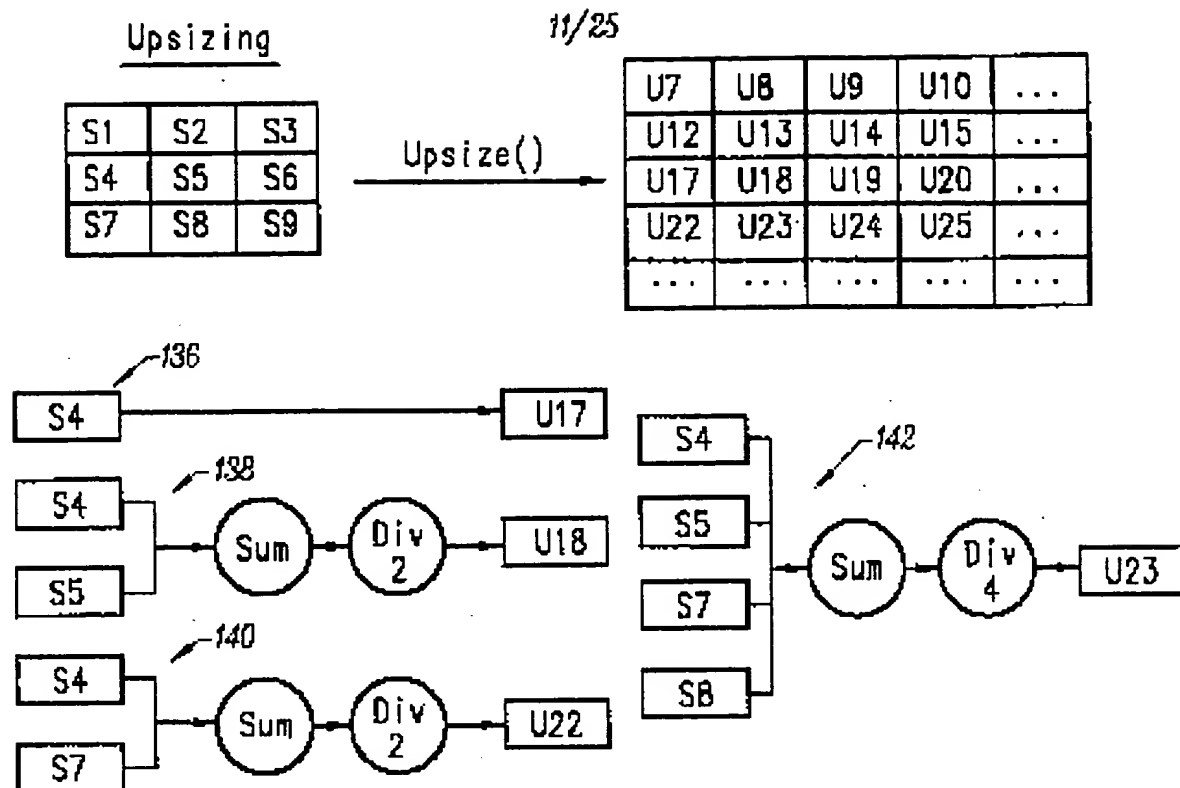 11/25
Upsizing
S1 S2 S3
S4 S5 S6
S7 S8 S9
Upsize()
U7 U8 U9 U10 ...
U12 U13 U14 U15 ...
U17 U18 U19 U20 ...
U22 U23 U24 U25 ...
... ... ... ... ...
136
S4
U17
138
S4
S5
Sum
Div
2
U18
140
S4
S7
Sum
Div
2
U22
142
S4
S5
S7
S8
Sum
Div
4
U23